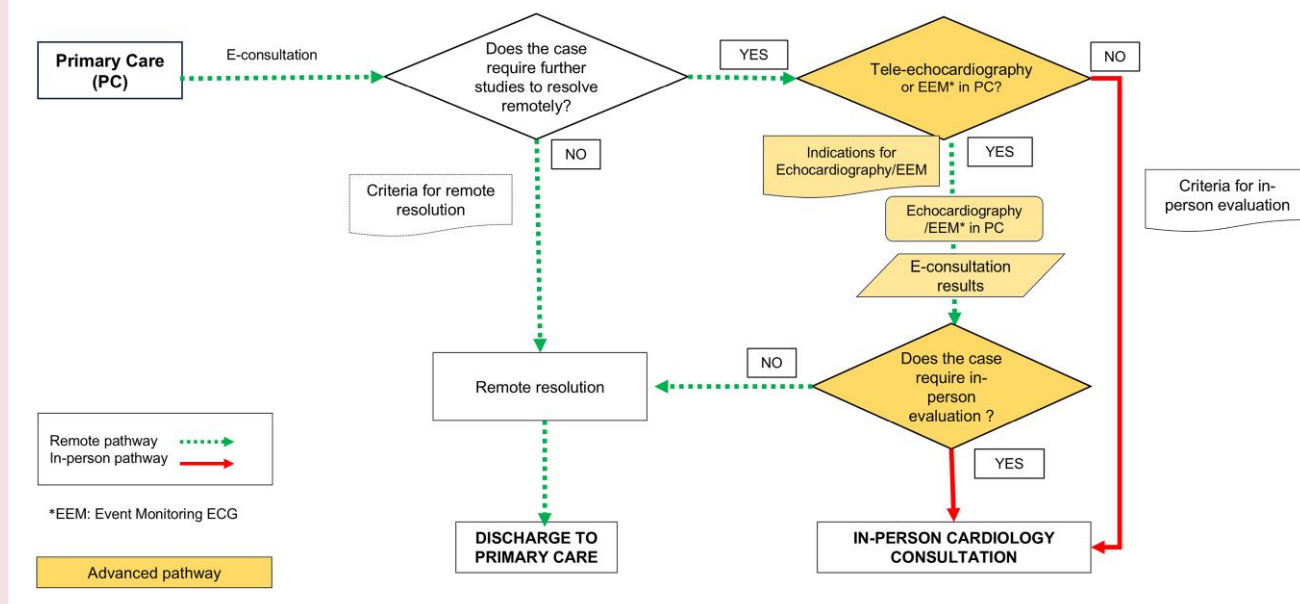 Primary Care
(PC)
E-consultation
Does the case
require further
studies to resolve
remotely?
YES
Tele-echocardiography
or EEM* in PC?
NO
NO
Indications for
Echocardiography/EEM
YES
Criteria for remote
resolution
Criteria for in-
person evaluation
Echocardiography
/EEM* in PC
E-consultation
results
Remote resolution
NO
Does the case
require in-
person
evaluation ?
YES
Remote pathway
In-person pathway
*EEM: Event Monitoring ECG
DISCHARGE TO
PRIMARY CARE
IN-PERSON CARDIOLOGY
CONSULTATION
Advanced pathway